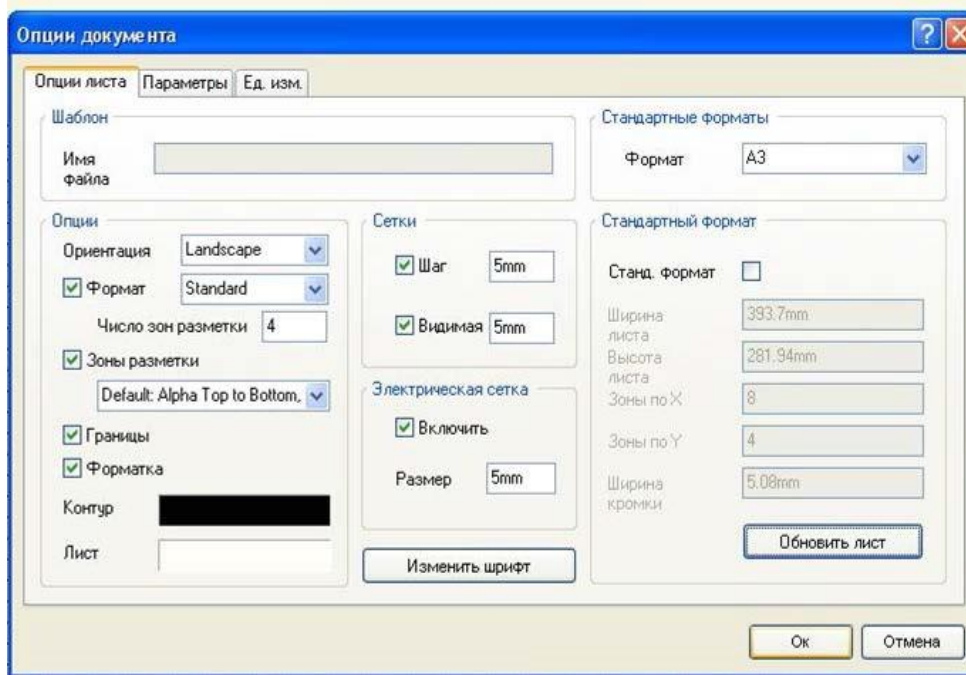 Опции документа
Опции листа
Параметры
Ед. изм.
Шаблон
Имя
файла
Стандартные форматы
Формат
A3
Опции
Ориентация
Landscape
Формат
Standard
Число зон разметки
4
Зоны разметки
Default: Alpha Top to Bottom,
Границы
Форматка
Контур
Лист
Сетки
Шаг
5mm
Видимая
5mm
Электрическая сетка
Включить
Размер
5mm
Изменить шрифт
Стандартный формат
Станд. формат
Ширина
листа
393.7mm
Высота
листа
281.94mm
Зоны по X
8
Зоны по Y
4
Ширина
кромки
5.08mm
Обновить лист
Ок
Отмена